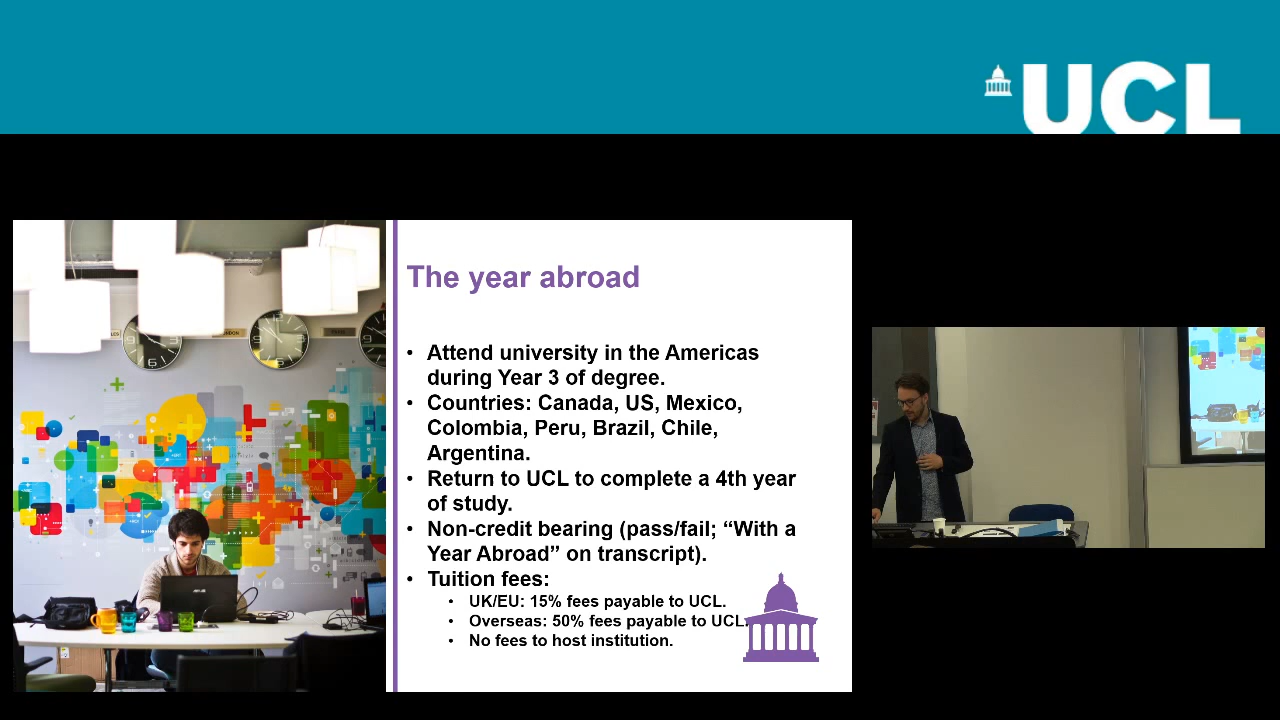 UCL
The year abroad
• Attend university in the Americas
during Year 3 of degree.
• Countries: Canada, US, Mexico,
Colombia, Peru, Brazil, Chile,
Argentina.
• Return to UCL to complete a 4th year
of study.
• Non-credit bearing (pass/fail; “With a
Year Abroad” on transcript).
• Tuition fees:
• UK/EU: 15% fees payable to UCL.
• Overseas: 50% fees payable to UCL.
• No fees to host institution.